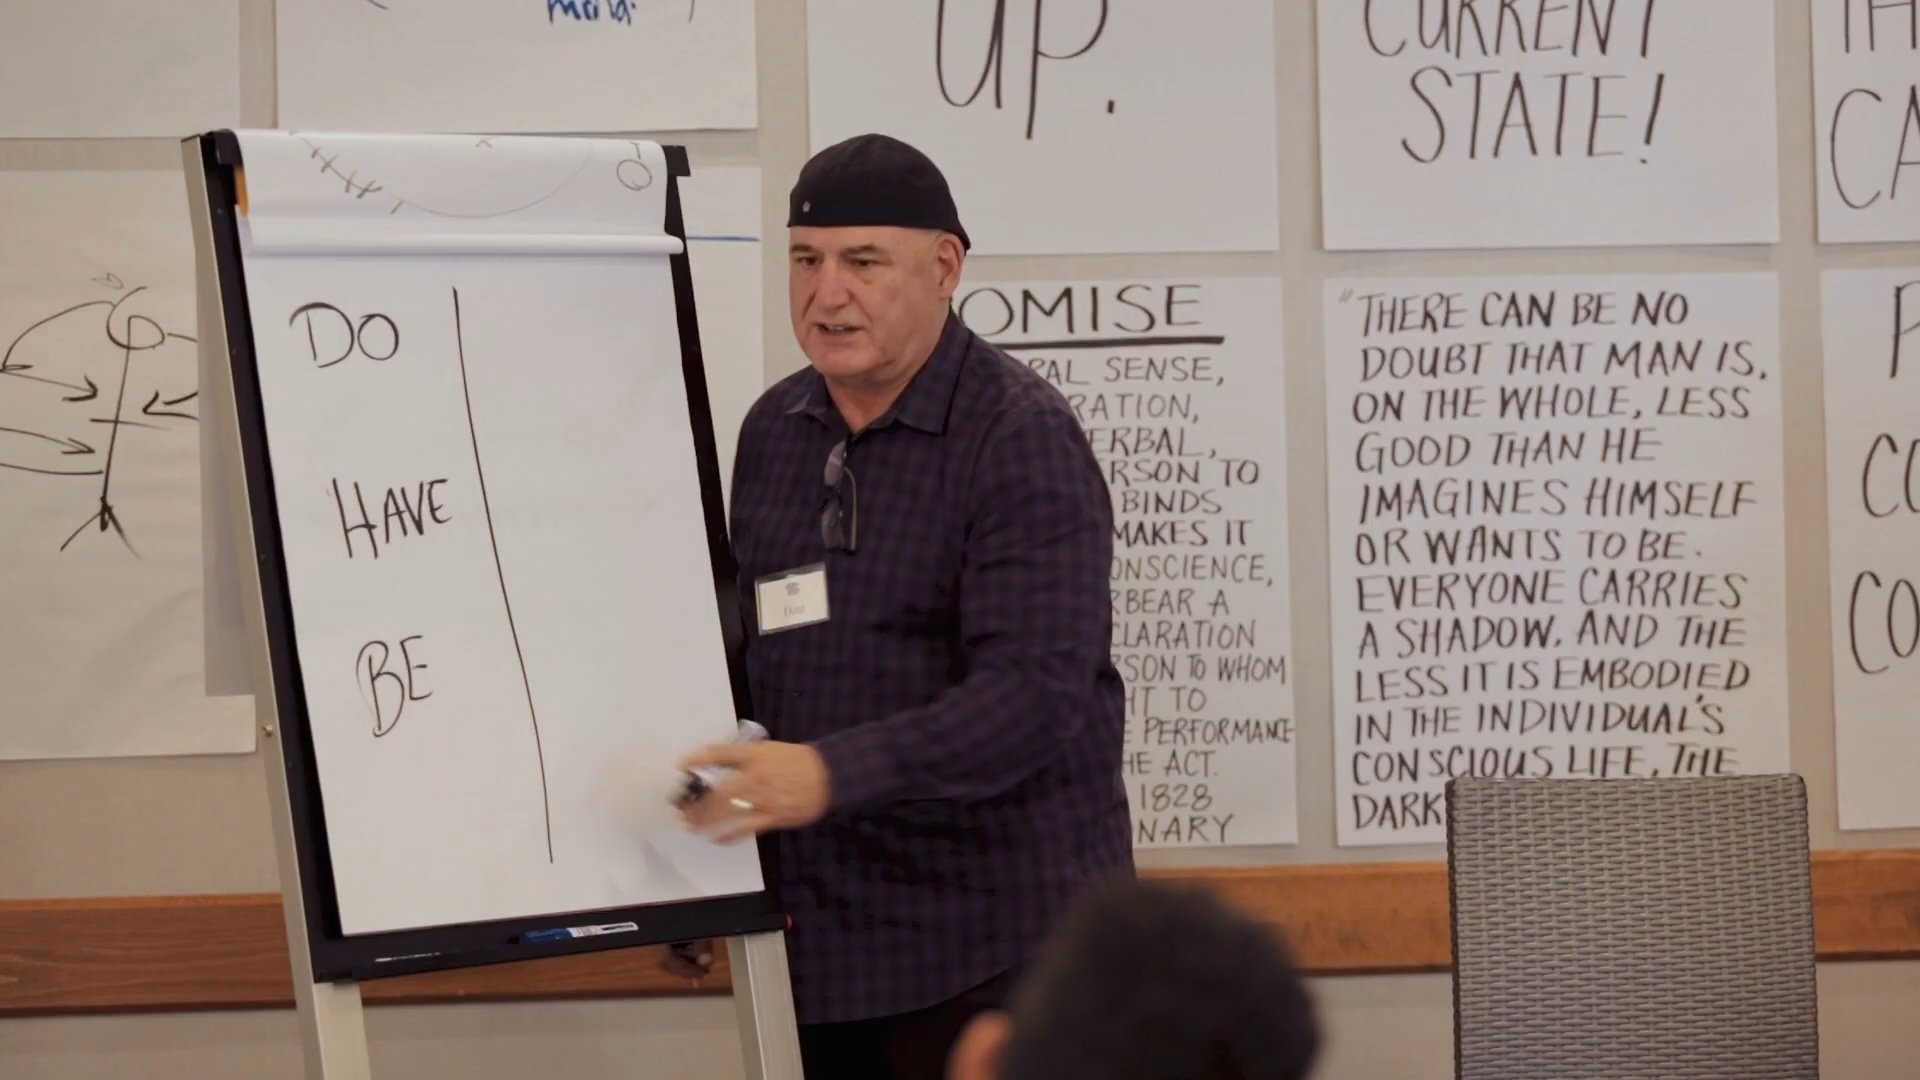 UP.
CURRENT
STATE!
CA
DO
HAVE
BE
OMISE
SENSE,
RATION,
ERBAL,
RSON TO
BINDS
MAKES IT
ONSCIENCE,
RBEAR A
CLARATION
RSON TO WHOM
HT TO
E PERFORMANCE
HE ACT.
1828
NARY
"THERE CAN BE NO
DOUBT THAT MAN IS,
ON THE WHOLE, LESS
GOOD THAN HE
IMAGINES HIMSELF
OR WANTS TO BE.
EVERYONE CARRIES
A SHADOW, AND THE
LESS IT IS EMBODIED
IN THE INDIVIDUAL'S
CONSCIOUS LIFE, THE
DARK
P
CO
CO